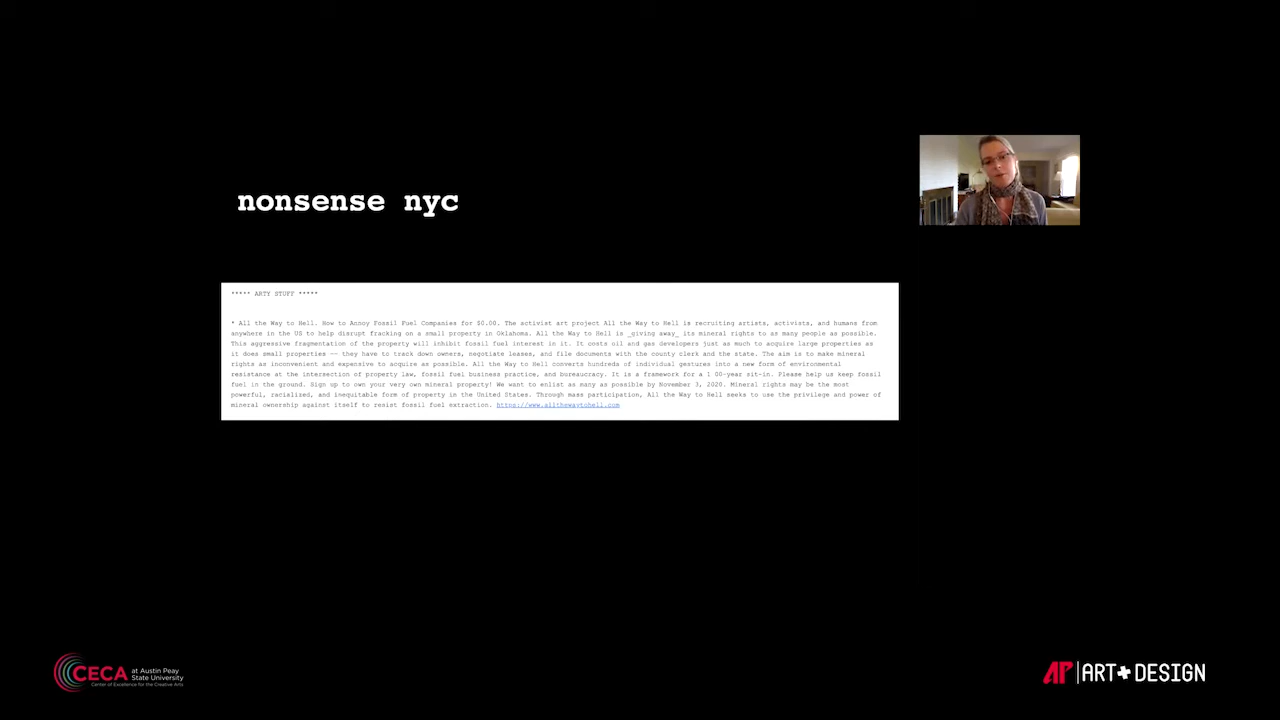 nonsense nyc
***** ARTY STUFF *****
* All the Way to Hell. How to Annoy Fossil Fuel Companies for $0.00. The activist art project All the Way to Hell is recruiting artists, activists, and humans from
anywhere in the US to help disrupt fracking on a small property in Oklahoma. All the Way to Hell is _giving sway_ its mineral rights to as many people as possible.
This aggressive fragmentation of the property will inhibit fossil fuel interest in it. It costs oil and gas developers just as much to acquire large properties as
it does small properties -- they have to track down owners, negotiate leases, and file documents with the county clerk and the state. The aim is to make mineral
rights as inconvenient and expensive to acquire as possible. All the Way to Hell converts hundreds of individual gestures into a new form of environmental
resistance at the intersection of property law, fossil fuel business practice, and bureaucracy. It is a framework for a 1 00-year sit-in. Please help us keep fossil
fuel in the ground. Sign up to own your very own mineral property! We want to enlist as many as possible by November 3, 2020. Mineral rights may be the most
powerful, racialized, and inequitable form of property in the United States. Through mass participation, All the Way to Hell seeks to use the privilege and power of
mineral ownership against itself to resist fossil fuel extraction. https://www.allthewaytohell.com
CECA at Austin Peay
State University
Center of Excellence for the Creative Arts
AP ART+DESIGN